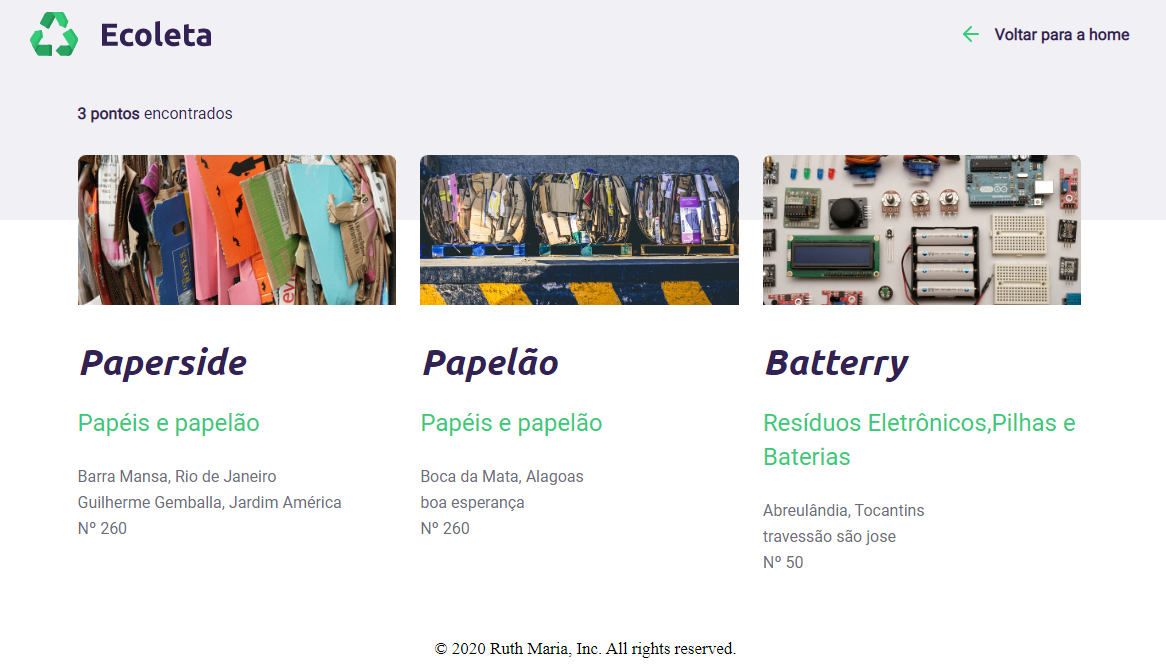 Ecoleta
Voltar para a home
3 pontos encontrados
Paperside
Papéis e papelão
Barra Mansa, Rio de Janeiro
Guilherme Gemballa, Jardim América
Nº 260
Papelão
Papéis e papelão
Boca da Mata, Alagoas
boa esperança
Nº 260
Batterry
Resíduos Eletrônicos,Pilhas e
Baterias
Abreulândia, Tocantins
travessão são jose
Nº 50
© 2020 Ruth Maria, Inc. All rights reserved.